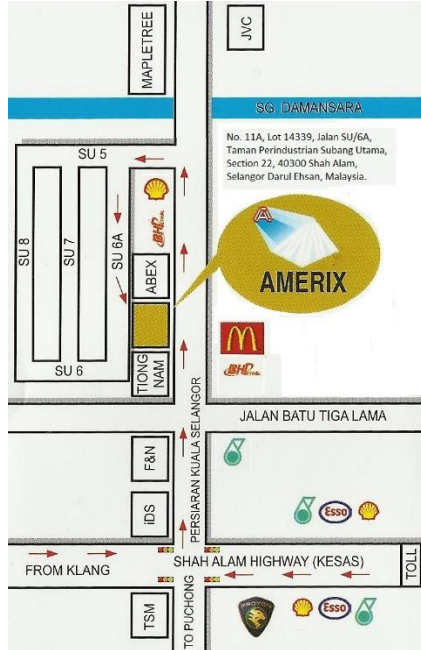 MAPLETREE
JVC
SG. DAMANSARA
No. 11A, Lot 14339, Jalan SU/6A,
Taman Perindustrian Subang Utama,
Section 22, 40300 Shah Alam,
Selangor Darul Ehsan, Malaysia.
SU 5
SU 8
SU 7
SU 6A
SU 6
BHP
ABEX
TIONG
NAM
A
AMERIX
BHP
PERSIARAN KUALA SELANGOR
JALAN BATU TIGA LAMA
F&N
iDS
Esso
FROM KLANG
SHAH ALAM HIGHWAY (KESAS)
TOLL
TSM
TO PUCHONG
PROTON
Esso